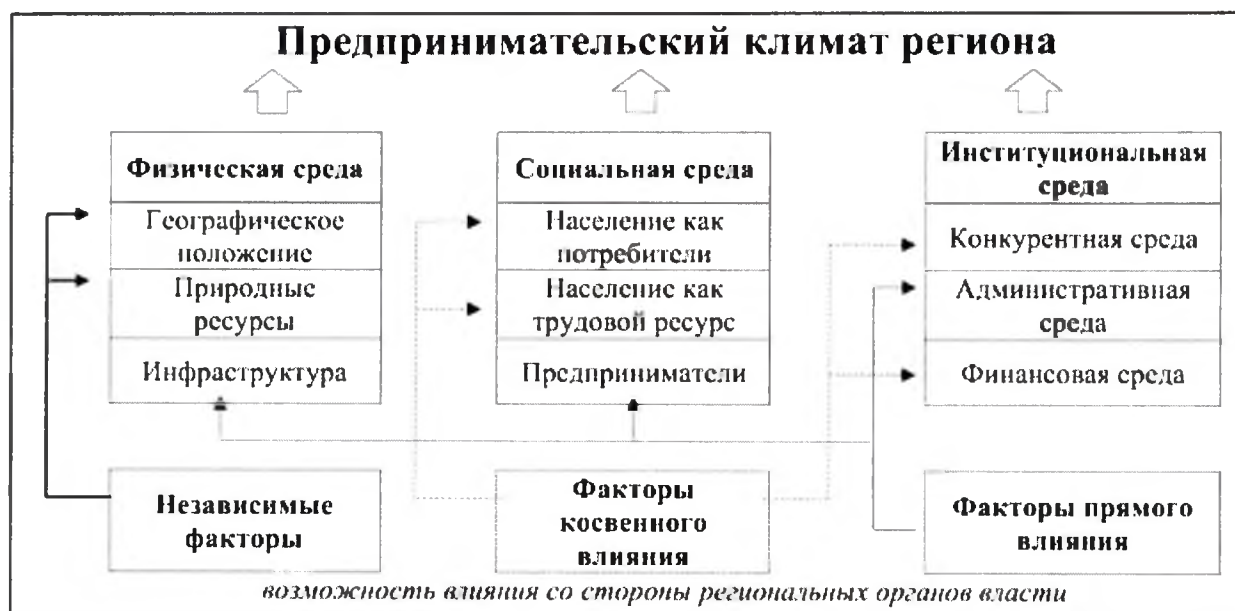 Предпринимательский климат региона
Физическая среда
Географическое
положение
Природные
ресурсы
Инфраструктура
Социальная среда
Население как
потребители
Население как
трудовой ресурс
Предприниматели
Институциональная
среда
Конкурентная среда
Административная
среда
Финансовая среда
Независимые
факторы
Факторы
косвенного
влияния
Факторы прямого
влияния
возможность влияния со стороны региональных органов власти